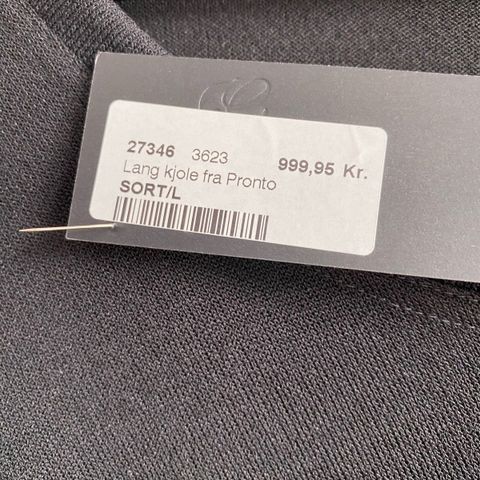 27346 3623 999,95 Kr.
Lang kjole fra Pronto
SORT/L